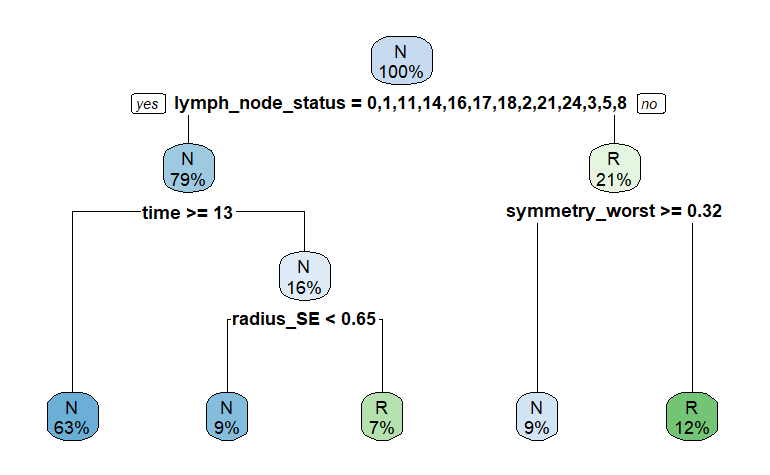 N
100%
yes lymph_node_status = 0,1,11,14,16,17,18,2,21,24,3,5,8 no
N
79%
R
21%
time >= 13
symmetry_worst >= 0.32
N
16%
radius_SE < 0.65
N
63%
N
9%
R
7%
N
9%
R
12%